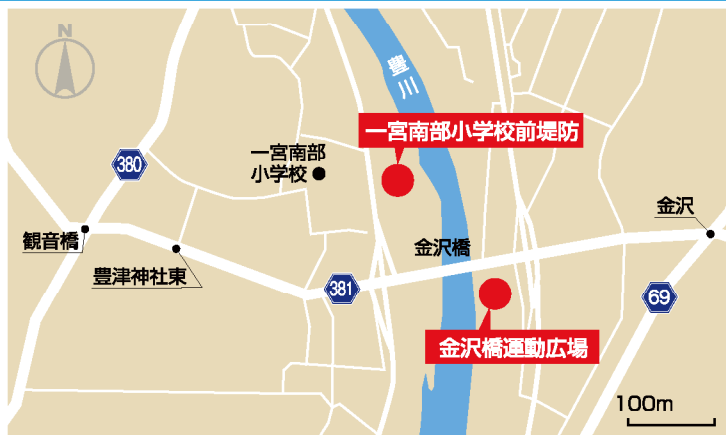 N
豊川
一宮南部小学校前堤防
一宮南部
小学校
380
金沢
観音橋
金沢橋
豊津神社東
381
69
金沢橋運動広場
100m